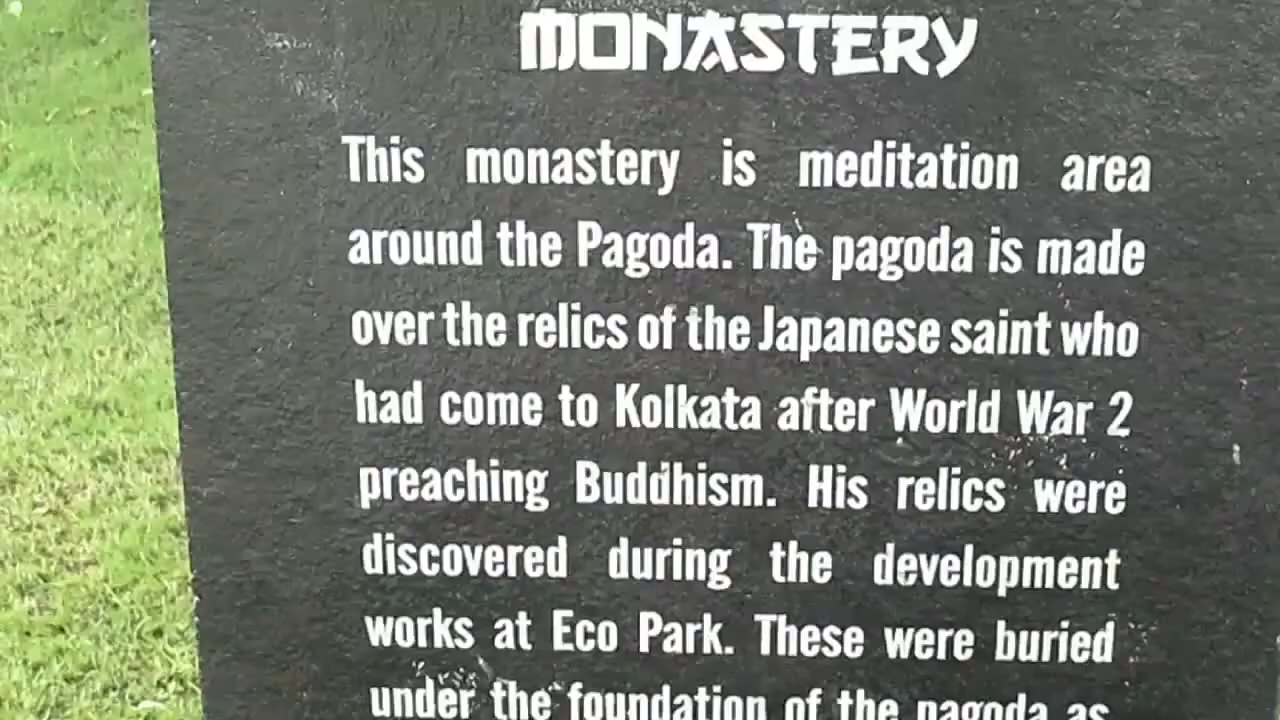 MONASTERY
This monastery is meditation area
around the Pagoda. The pagoda is made
over the relics of the Japanese saint who
had come to Kolkata after World War 2
preaching Buddhism. His relics were
discovered during the development
works at Eco Park. These were buried
under the foundation of the pagoda as